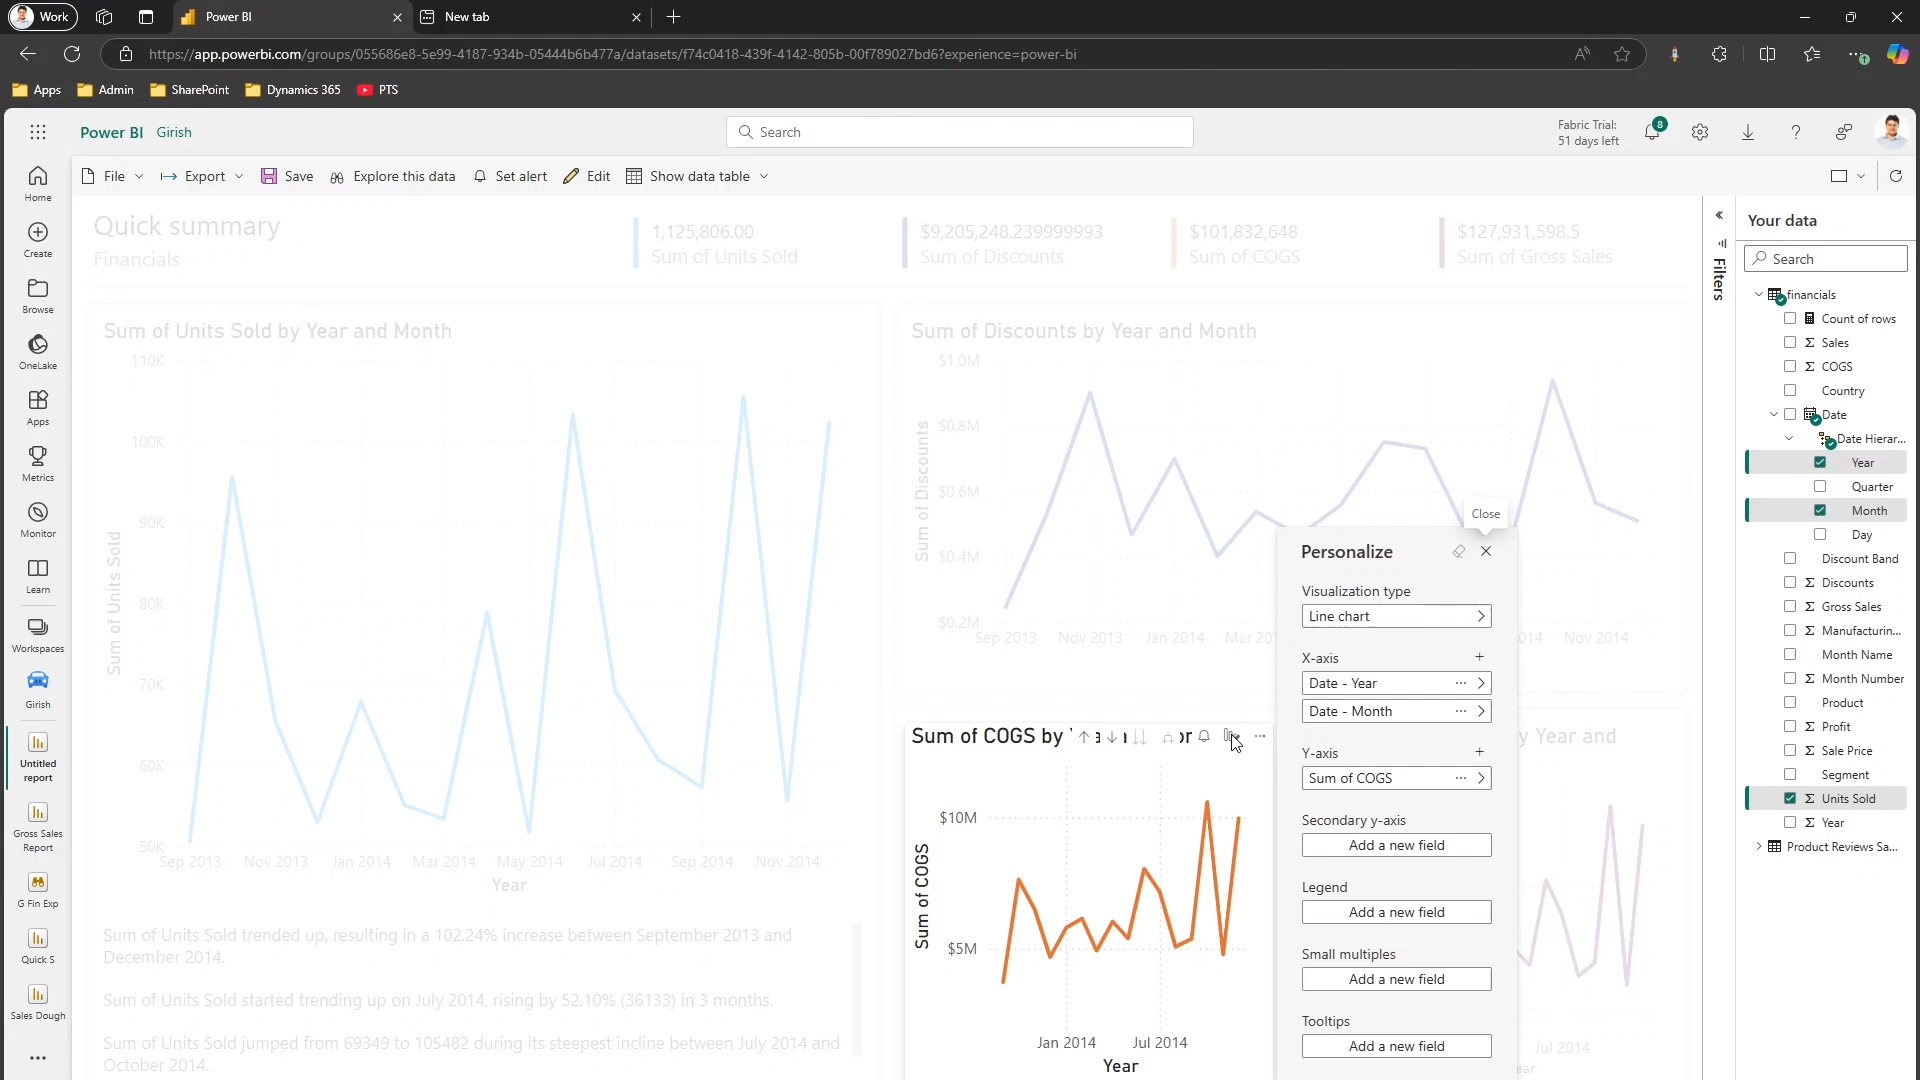 Work
Power BI
New tab
https://app.powerbi.com/groups/055686e8-5e99-4187-934b-05444b6b477a/datasets/f74c0418-439f-4142-805b-00f789027bd6?experience=power-bi
Apps
Admin
SharePoint
Dynamics 365
PTS
Power BI Girish
Search
Fabric Trial:
51 days left
8
File
Export
Save
Explore this data
Set alert
Edit
Show data table
Home
Create
Browse
OneLake
Apps
Metrics
Monitor
Learn
Workspaces
Girish
Untitled
report
Gross Sales
Report
G Fin Exp
Quick S
Sales Dough
Quick summary
Financials
1,125,806.00
Sum of Units Sold
$9,205,248.239999993
Sum of Discounts
$101,832,648
Sum of COGS
$127,931,598.5
Sum of Gross Sales
Sum of Units Sold by Year and Month
110K
100K
90K
80K
70K
60K
50K
Sum of Units Sold
Sep 2013 Nov 2013 Jan 2014 Mar 2014 May 2014 Jul 2014 Sep 2014 Nov 2014
Year
Sum of Units Sold trended up, resulting in a 102.24% increase between September 2013 and
December 2014.
Sum of Units Sold started trending up on July 2014, rising by 52.10% (36133) in 3 months.
Sum of Units Sold jumped from 69349 to 105482 during its steepest incline between July 2014 and
October 2014.
Sum of Discounts by Year and Month
$1.0M
$0.8M
$0.6M
$0.4M
$0.2M
Sum of Discounts
Sep 2013 Nov 2013 Jan 2014 Mar 20 014 Nov 2014
Sum of COGS by
$10M
$5M
Sum of COGS
Jan 2014 Jul 2014
Year
y Year and
Jul 2014
ear
Close
Personalize
Visualization type
Line chart
X-axis
Date - Year
Date - Month
Y-axis
Sum of COGS
Secondary y-axis
Add a new field
Legend
Add a new field
Small multiples
Add a new field
Tooltips
Add a new field
Filters
Your data
Search
financials
Count of rows
Sales
COGS
Country
Date
Date Hierar...
Year
Quarter
Month
Day
Discount Band
Discounts
Gross Sales
Manufacturin...
Month Name
Month Number
Product
Profit
Sale Price
Segment
Units Sold
Year
Product Reviews Sa...